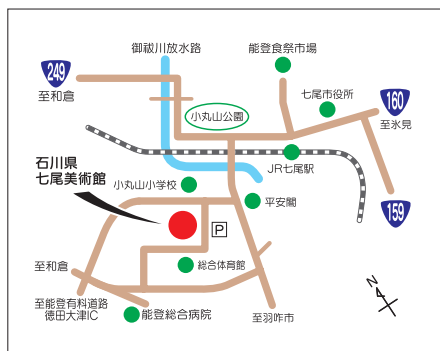 御祓川放水路
能登食祭市場
249
至和倉
七尾市役所
160
至氷見
小丸山公園
JR七尾駅
石川県
七尾美術館
小丸山小学校
平安閣
159
P
至和倉
総合体育館
至能登有料道路
徳田大津IC
能登総合病院
至羽咋市
N